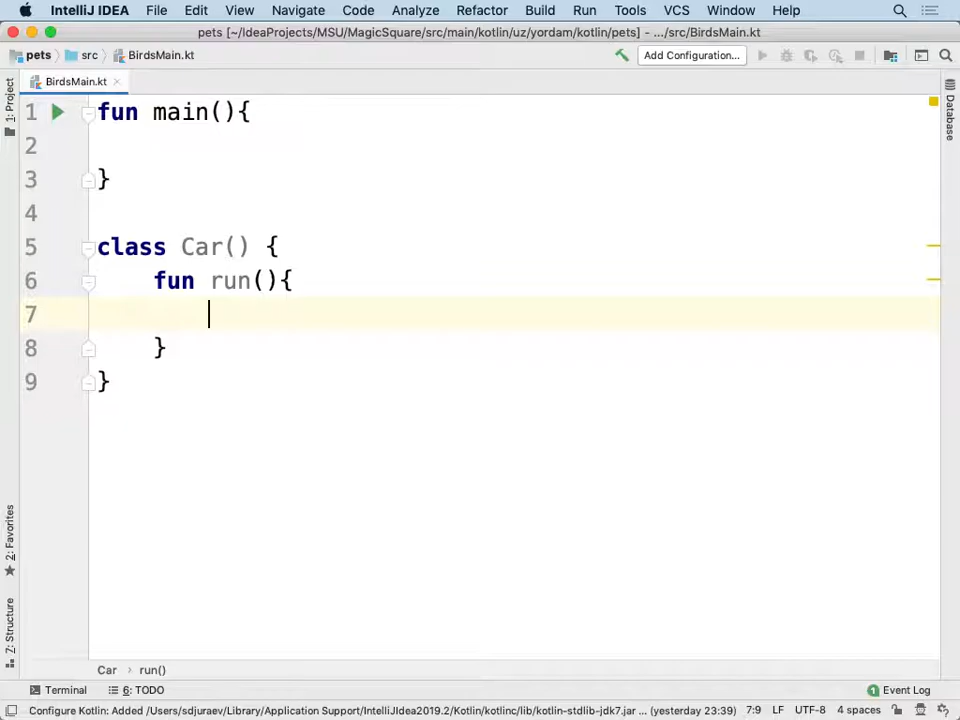 IntelliJ IDEA File Edit View Navigate Code Analyze Refactor Build Run Tools VCS Window Help
pets [~/IdeaProjects/MSU/MagicSquare/src/main/kotlin/uz/yordam/kotlin/pets] - .../src/BirdsMain.kt
pets src BirdsMain.kt Add Configuration...
BirdsMain.kt
1: Project
Database
1 fun main(){
2
3 }
4
5 class Car() {
6 fun run(){
7
8 }
9 }
2: Favorites
7: Structure
Car › run()
Terminal 6: TODO 1 Event Log
Configure Kotlin: Added /Users/sdjuraev/Library/Application Support/IntelliJIdea2019.2/Kotlin/kotlinc/lib/kotlin-stdlib-jdk7.jar ... (yesterday 23:39) 7:9 LF UTF-8 4 spaces